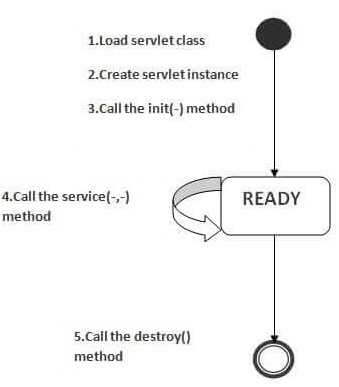 1.Load servlet class
2.Create servlet instance
3.Call the init(-) method
4.Call the service(-,-)
method
READY
5.Call the destroy()
method